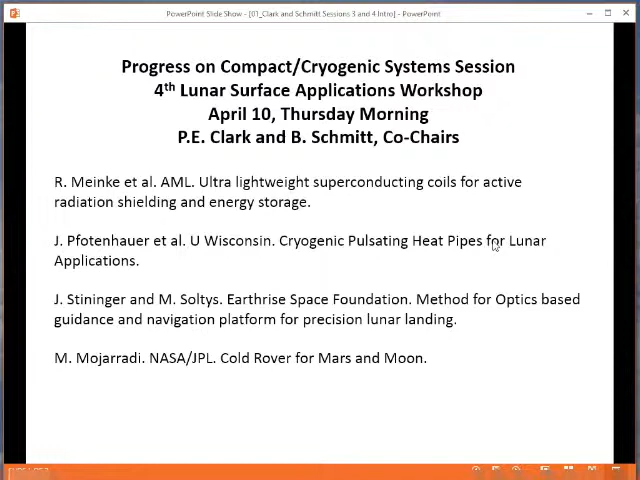 PowerPoint Slide Show - [01_Clark and Schmitt Sessions 3 and 4 Intro] - PowerPoint
Progress on Compact/Cryogenic Systems Session
4th Lunar Surface Applications Workshop
April 10, Thursday Morning
P.E. Clark and B. Schmitt, Co-Chairs
R. Meinke et al. AML. Ultra lightweight superconducting coils for active
radiation shielding and energy storage.
J. Pfotenhauer et al. U Wisconsin. Cryogenic Pulsating Heat Pipes for Lunar
Applications.
J. Stininger and M. Soltys. Earthrise Space Foundation. Method for Optics based
guidance and navigation platform for precision lunar landing.
M. Mojarradi. NASA/JPL. Cold Rover for Mars and Moon.